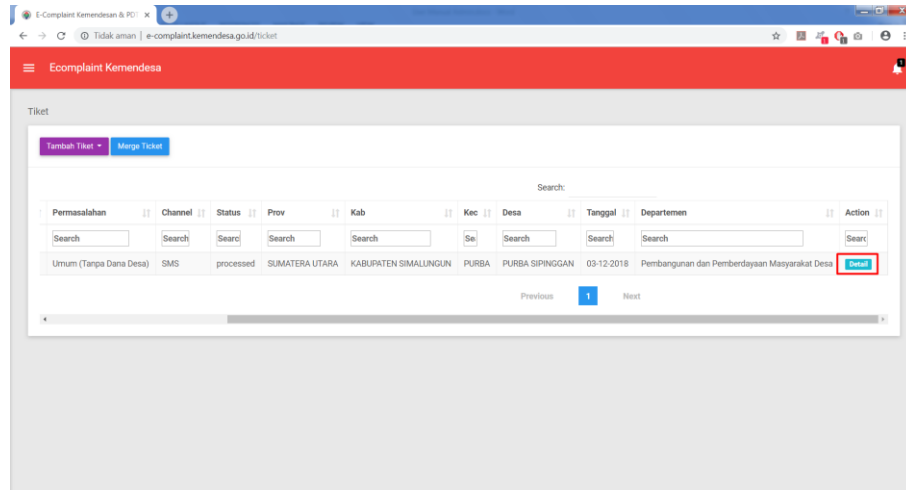 E-Complaint Kemendesan & PDT
Tidak aman | e-complaint.kemendesa.go.id/ticket
Ecomplaint Kemendesa
1
Tiket
Tambah Tiket Merge Ticket
Search:
Permasalahan Channel Status Prov Kab Kec Desa Tanggal Departemen Action
Search Search Searc Search Search Se Search Search Search Searc
Umum (Tanpa Dana Desa) SMS processed SUMATERA UTARA KABUPATEN SIMALUNGUN PURBA PURBA SIPINGGAN 03-12-2018 Pembangunan dan Pemberdayaan Masyarakat Desa Detail
Previous 1 Next